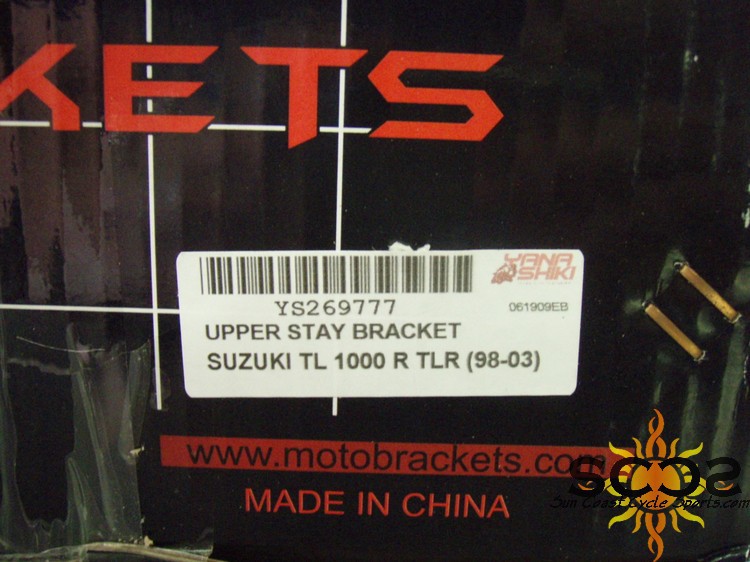 KETS
YANA
SHIKI
YS269777
061909EB
UPPER STAY BRACKET
SUZUKI TL 1000 R TLR (98-03)
www.motobrackets.com
MADE IN CHINA
Sun Coast Cycle Sports.com